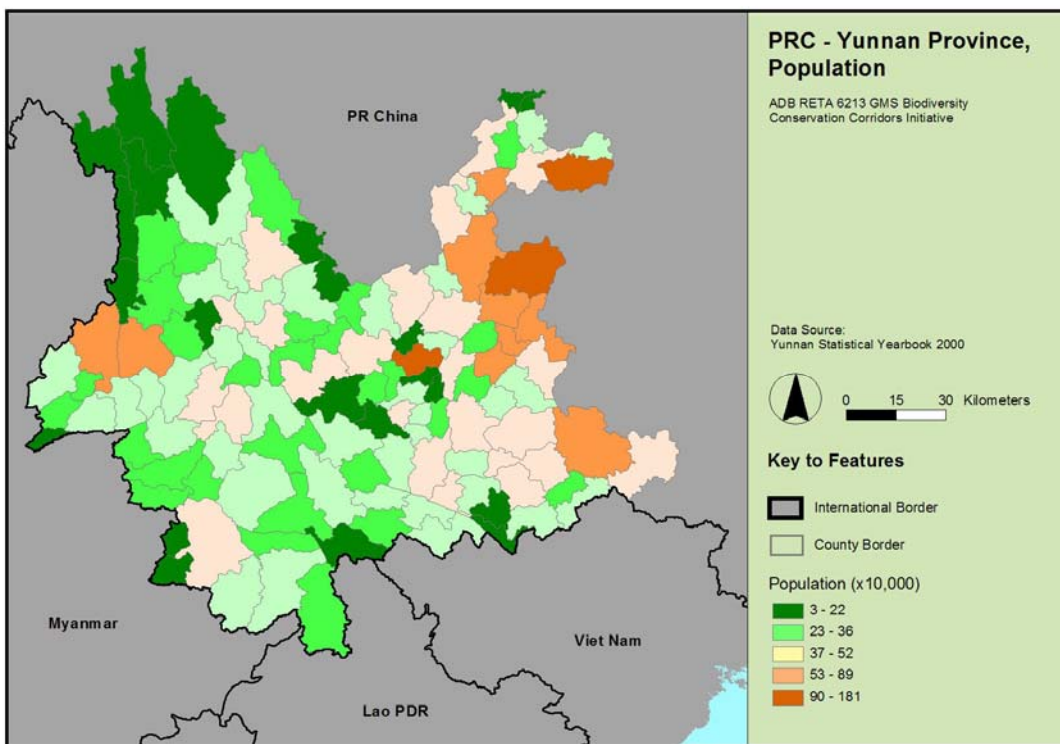 PRC - Yunnan Province,
Population
ADB RETA 6213 GMS Biodiversity
Conservation Corridors Initiative
PR China
Data Source:
Yunnan Statistical Yearbook 2000
0 15 30 Kilometers
Key to Features
International Border
County Border
Population (x10,000)
3 - 22
23 - 36
37 - 52
53 - 89
90 - 181
Myanmar
Viet Nam
Lao PDR